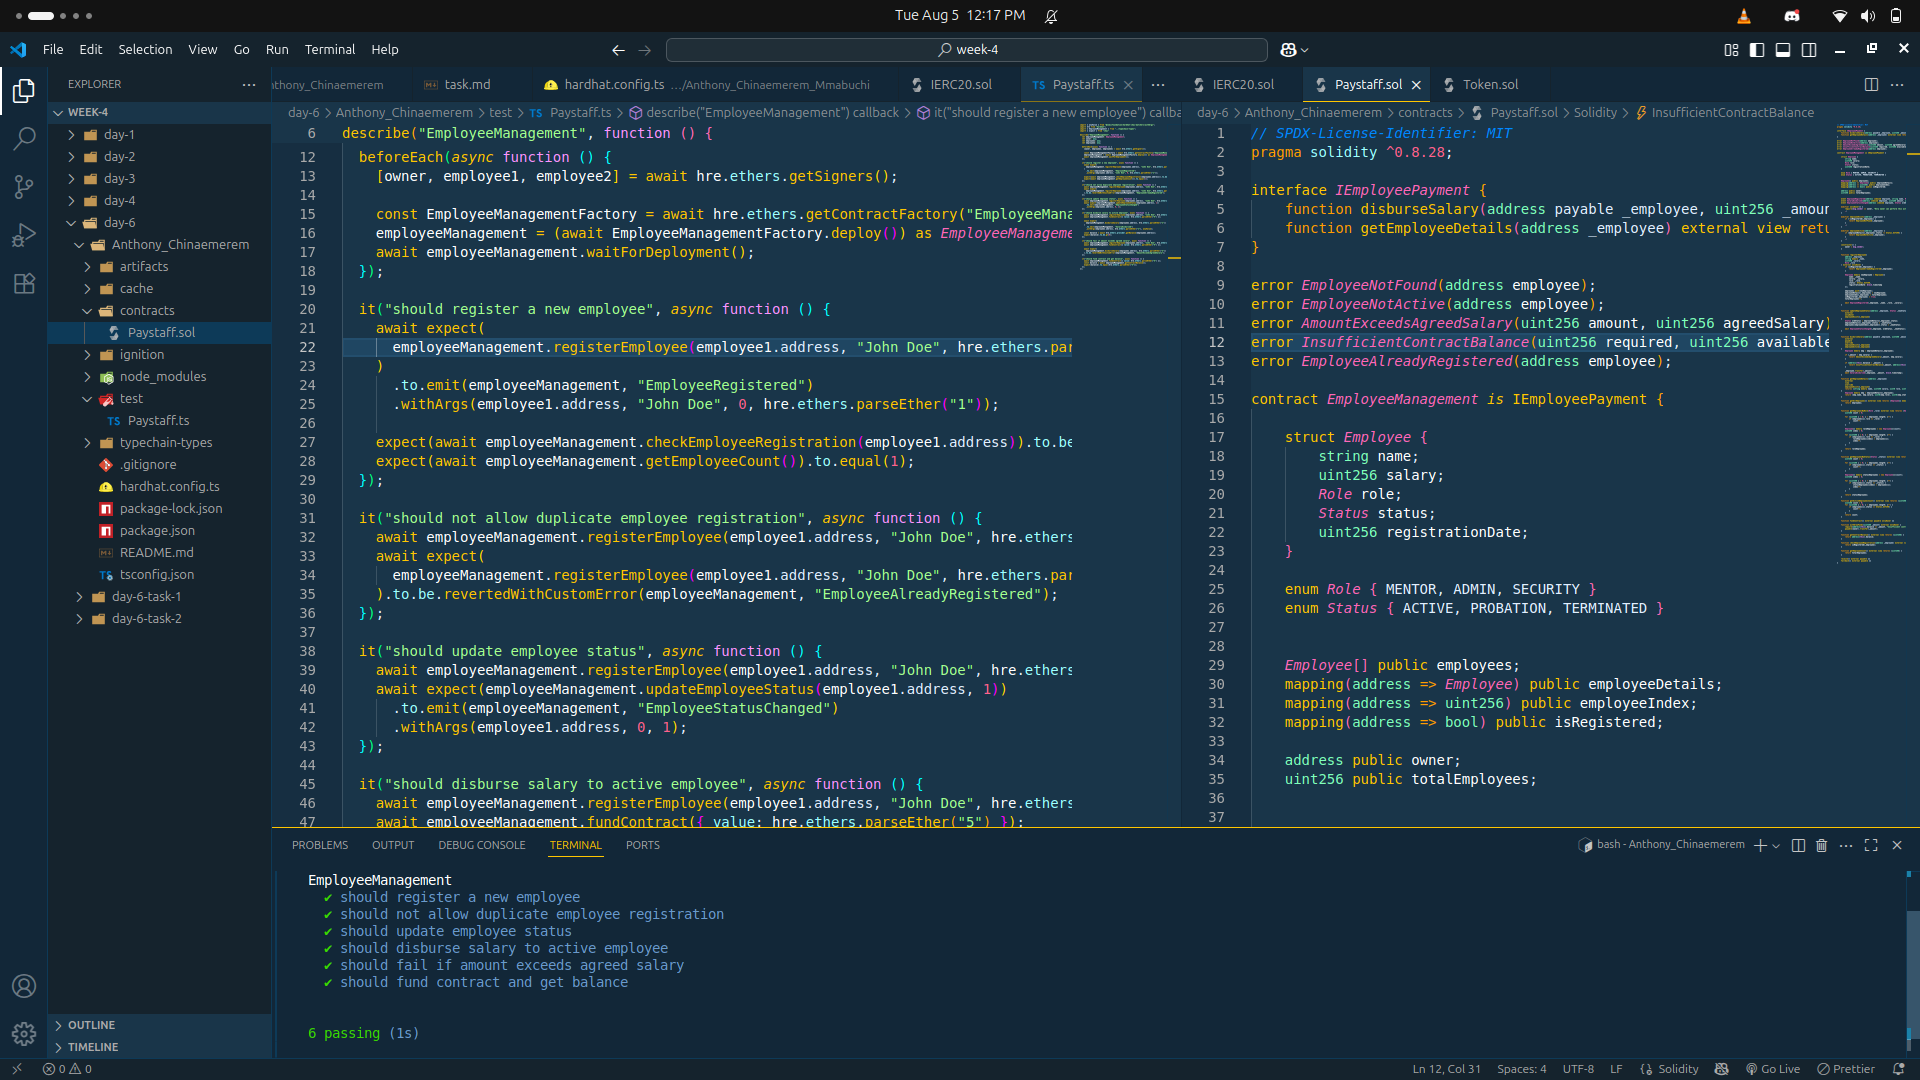 Tue Aug 5 12:17 PM
File Edit Selection View Go Run Terminal Help
week-4
EXPLORER
WEEK-4
day-1
day-2
day-3
day-4
day-6
Anthony_Chinaemerem
artifacts
cache
contracts
Paystaff.sol
ignition
node_modules
test
Paystaff.ts
typechain-types
.gitignore
hardhat.config.ts
package-lock.json
package.json
README.md
tsconfig.json
day-6-task-1
day-6-task-2
OUTLINE
TIMELINE
nthony_Chinaemerem task.md hardhat.config.ts .../Anthony_Chinaemerem_Mmabuchi IERC20.sol Paystaff.ts
day-6 > Anthony_Chinaemerem > test > Paystaff.ts > describe("EmployeeManagement") callback > it("should register a new employee") callba
6 describe("EmployeeManagement", function () {
12 beforeEach(async function () {
13 [owner, employee1, employee2] = await hre.ethers.getSigners();
14
15 const EmployeeManagementFactory = await hre.ethers.getContractFactory("EmployeeMana
16 employeeManagement = (await EmployeeManagementFactory.deploy()) as EmployeeManageme
17 await employeeManagement.waitForDeployment();
18 });
19
20 it("should register a new employee", async function () {
21 await expect(
22 employeeManagement.registerEmployee(employee1.address, "John Doe", hre.ethers.par
23 )
24 .to.emit(employeeManagement, "EmployeeRegistered")
25 .withArgs(employee1.address, "John Doe", 0, hre.ethers.parseEther("1"));
26
27 expect(await employeeManagement.checkEmployeeRegistration(employee1.address)).to.be
28 expect(await employeeManagement.getEmployeeCount()).to.equal(1);
29 });
30
31 it("should not allow duplicate employee registration", async function () {
32 await employeeManagement.registerEmployee(employee1.address, "John Doe", hre.ethers
33 await expect(
34 employeeManagement.registerEmployee(employee1.address, "John Doe", hre.ethers.par
35 ).to.be.revertedWithCustomError(employeeManagement, "EmployeeAlreadyRegistered");
36 });
37
38 it("should update employee status", async function () {
39 await employeeManagement.registerEmployee(employee1.address, "John Doe", hre.ethers
40 await expect(employeeManagement.updateEmployeeStatus(employee1.address, 1))
41 .to.emit(employeeManagement, "EmployeeStatusChanged")
42 .withArgs(employee1.address, 0, 1);
43 });
44
45 it("should disburse salary to active employee", async function () {
46 await employeeManagement.registerEmployee(employee1.address, "John Doe", hre.ethers
47 await employeeManagement.fundContract({ value: hre.ethers.parseEther("5") });
IERC20.sol Paystaff.sol Token.sol
day-6 > Anthony_Chinaemerem > contracts > Paystaff.sol > Solidity > InsufficientContractBalance
1 // SPDX-License-Identifier: MIT
2 pragma solidity ^0.8.28;
3
4 interface IEmployeePayment {
5 function disburseSalary(address payable _employee, uint256 _amoun
6 function getEmployeeDetails(address _employee) external view retu
7 }
8
9 error EmployeeNotFound(address employee);
10 error EmployeeNotActive(address employee);
11 error AmountExceedsAgreedSalary(uint256 amount, uint256 agreedSalary)
12 error InsufficientContractBalance(uint256 required, uint256 available
13 error EmployeeAlreadyRegistered(address employee);
14
15 contract EmployeeManagement is IEmployeePayment {
16
17 struct Employee {
18 string name;
19 uint256 salary;
20 Role role;
21 Status status;
22 uint256 registrationDate;
23 }
24
25 enum Role { MENTOR, ADMIN, SECURITY }
26 enum Status { ACTIVE, PROBATION, TERMINATED }
27
28
29 Employee[] public employees;
30 mapping(address => Employee) public employeeDetails;
31 mapping(address => uint256) public employeeIndex;
32 mapping(address => bool) public isRegistered;
33
34 address public owner;
35 uint256 public totalEmployees;
36
37
PROBLEMS OUTPUT DEBUG CONSOLE TERMINAL PORTS
bash - Anthony_Chinaemerem
EmployeeManagement
✔ should register a new employee
✔ should not allow duplicate employee registration
✔ should update employee status
✔ should disburse salary to active employee
✔ should fail if amount exceeds agreed salary
✔ should fund contract and get balance
6 passing (1s)
0 0
Ln 12, Col 31 Spaces: 4 UTF-8 LF {} Solidity Go Live Prettier